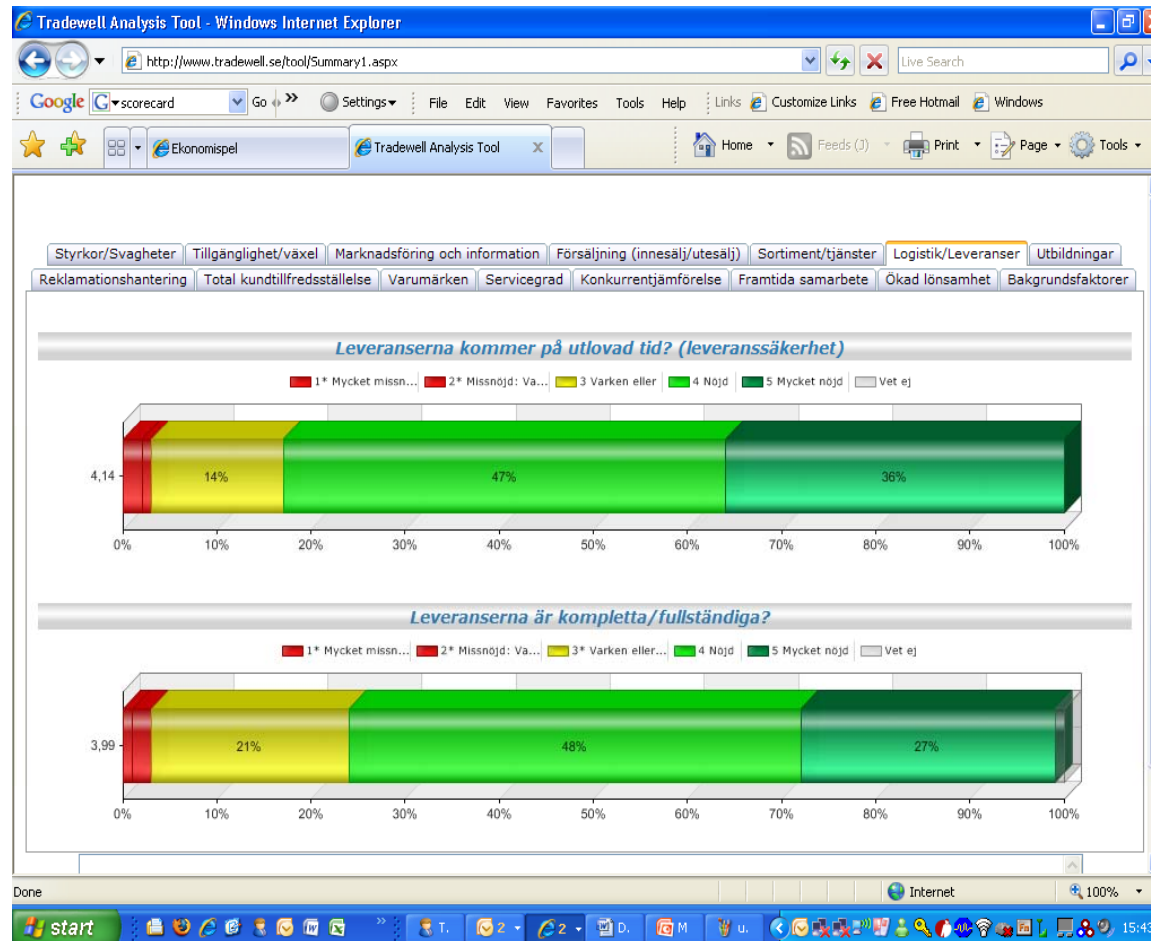 Tradewell Analysis Tool - Windows Internet Explorer
http://www.tradewell.se/tool/Summary1.aspx Live Search
Google G scorecard Go » Settings File Edit View Favorites Tools Help Links Customize Links Free Hotmail Windows
Ekonomispel Tradewell Analysis Tool X Home Feeds (J) Print Page Tools
Styrkor/Svagheter Tillgänglighet/växel Marknadsföring och information Försäljning (innesälj/utesälj) Sortiment/tjänster Logistik/Leveranser Utbildningar
Reklamationshantering Total kundtillfredsställelse Varumärken Servicegrad Konkurrentjämförelse Framtida samarbete Ökad lönsamhet Bakgrundsfaktorer
Leveranserna kommer på utlovad tid? (leveranssäkerhet)
1* Mycket missn... 2* Missnöjd: Va... 3 Varken eller 4 Nöjd 5 Mycket nöjd Vet ej
4,14 14% 47% 36%
0% 10% 20% 30% 40% 50% 60% 70% 80% 90% 100%
Leveranserna är kompletta/fullständiga?
1* Mycket missn... 2* Missnöjd: Va... 3* Varken eller... 4 Nöjd 5 Mycket nöjd Vet ej
3,99 21% 48% 27%
0% 10% 20% 30% 40% 50% 60% 70% 80% 90% 100%
Done Internet 100%
start » T. 2 2 D. M u. 15:43